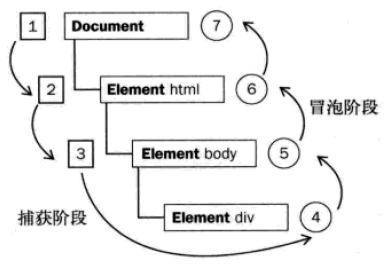 1 Document 7
2 Element html 6
冒泡阶段
3 Element body 5
捕获阶段 Element div 4